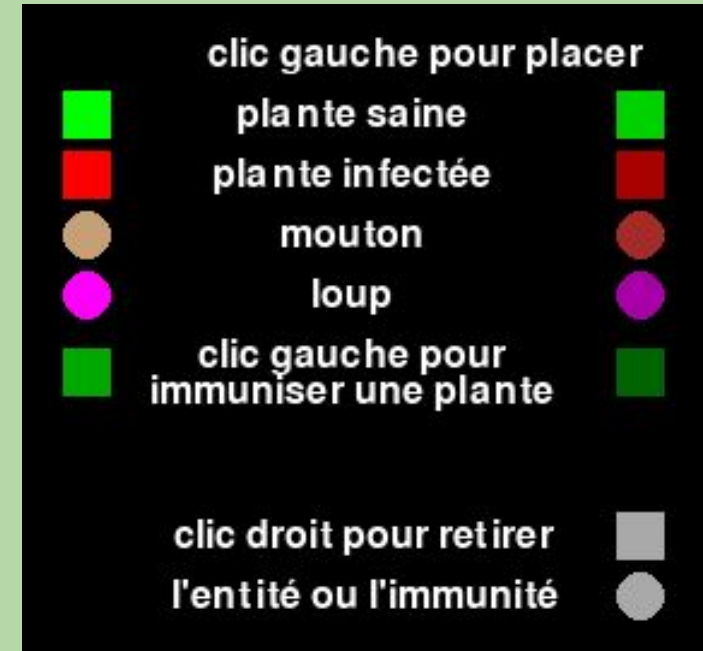 clic gauche pour placer
plante saine
plante infectée
mouton
loup
clic gauche pour
immuniser une plante
clic droit pour retirer
l'entité ou l'immunité